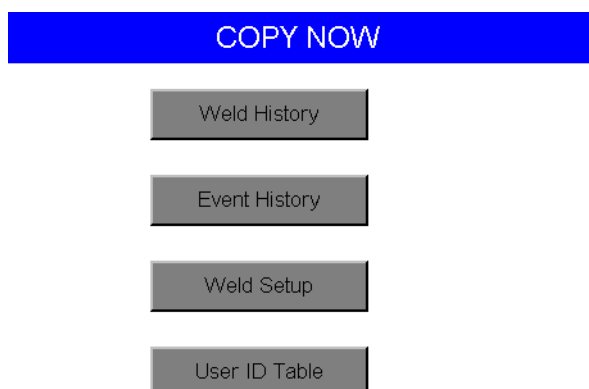 COPY NOW
Weld History
Event History
Weld Setup
User ID Table